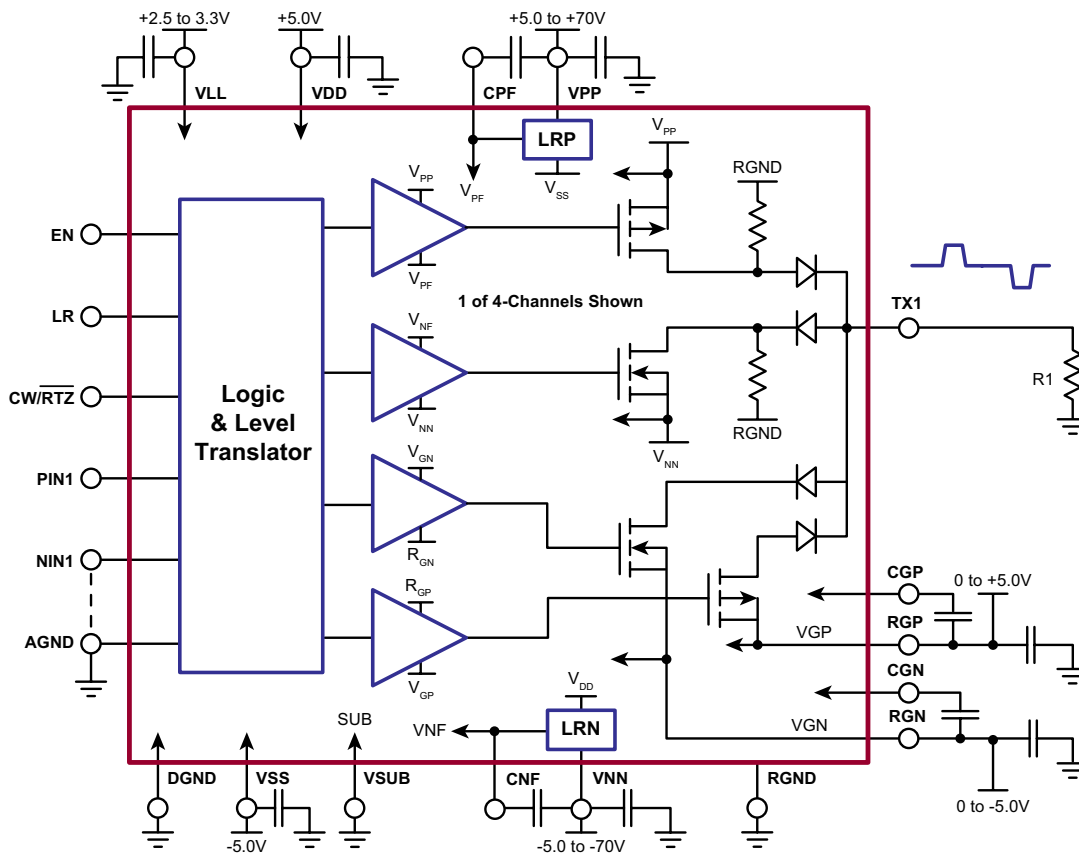 +2.5 to 3.3V
+5.0V
+5.0 to +70V
VLL
VDD
CPF
VPP
LRP
VPF
VSS
VPP
RGND
VPP
VPF
EN
LR
CW/RTZ
PIN1
NIN1
AGND
Logic
& Level
Translator
1 of 4-Channels Shown
VNF
VNN
VNN
RGND
TX1
R1
VGN
RGN
RGP
VGP
CGP
0 to +5.0V
RGP
VGP
CGN
RGN
VGN
0 to -5.0V
VDD
LRN
VNF
SUB
DGND
VSS
VSUB
CNF
VNN
RGND
-5.0V
-5.0 to -70V